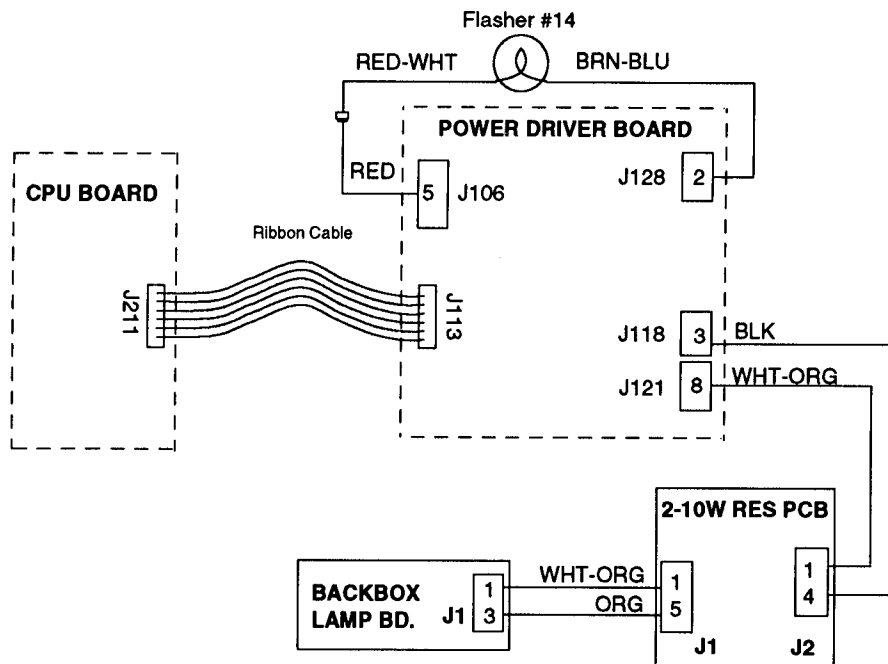 Flasher #14
RED-WHT
BRN-BLU
POWER DRIVER BOARD
CPU BOARD
RED
5
J106
J128
2
Ribbon Cable
J211
J113
J118
3
BLK
J121
8
WHT-ORG
2-10W RES PCB
BACKBOX
LAMP BD.
J1
1
3
WHT-ORG
ORG
1
5
J1
1
4
J2